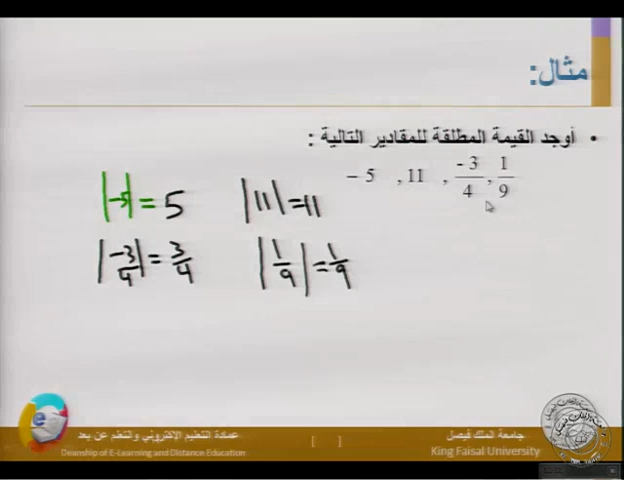 مثال:
• أوجد القيمة المطلقة للمقادير التالية :
− 5 , 11 , -3/4 , 1/9
|-5| = 5 |11| = 11
|-3/4| = 3/4 |1/9| = 1/9
عمادة التعليم الإلكتروني والتعلم عن بعد [ ] جامعة الملك فيصل
Deanship of E-Learning and Distance Education King Faisal University